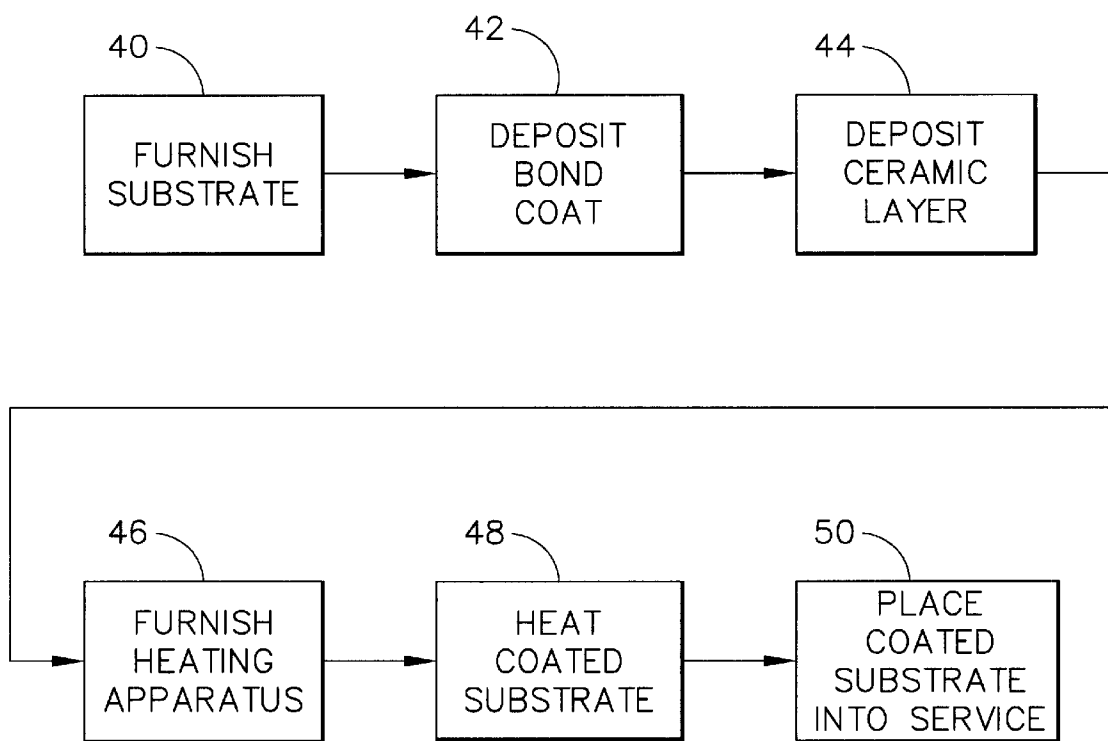 40
FURNISH
SUBSTRATE
42
DEPOSIT
BOND
COAT
44
DEPOSIT
CERAMIC
LAYER
46
FURNISH
HEATING
APPARATUS
48
HEAT
COATED
SUBSTRATE
50
PLACE
COATED
SUBSTRATE
INTO SERVICE